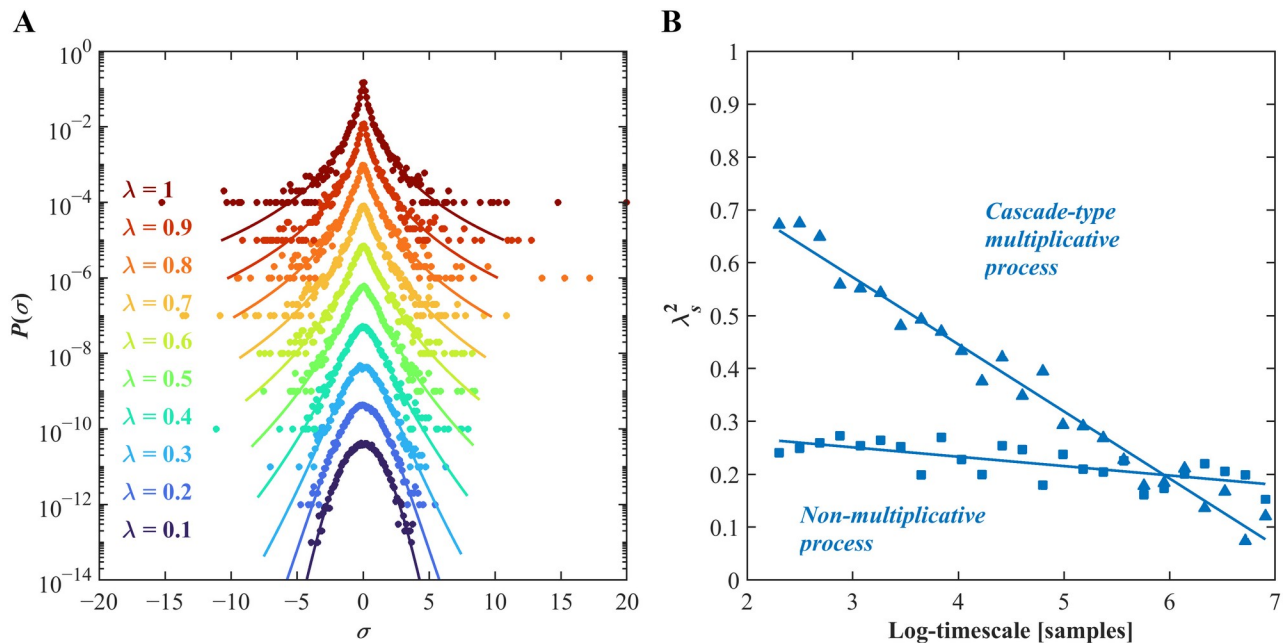 A
10⁰
10⁻²
10⁻⁴
10⁻⁶
10⁻⁸
10⁻¹⁰
10⁻¹²
10⁻¹⁴
P(σ)
λ = 1
λ = 0.9
λ = 0.8
λ = 0.7
λ = 0.6
λ = 0.5
λ = 0.4
λ = 0.3
λ = 0.2
λ = 0.1
−20 −15 −10 −5 0 5 10 15 20
σ
B
1
0.9
0.8
0.7
0.6
0.5
0.4
0.3
0.2
0.1
0
λ²ₛ
Cascade-type
multiplicative
process
Non-multiplicative
process
2 3 4 5 6 7
Log-timescale [samples]